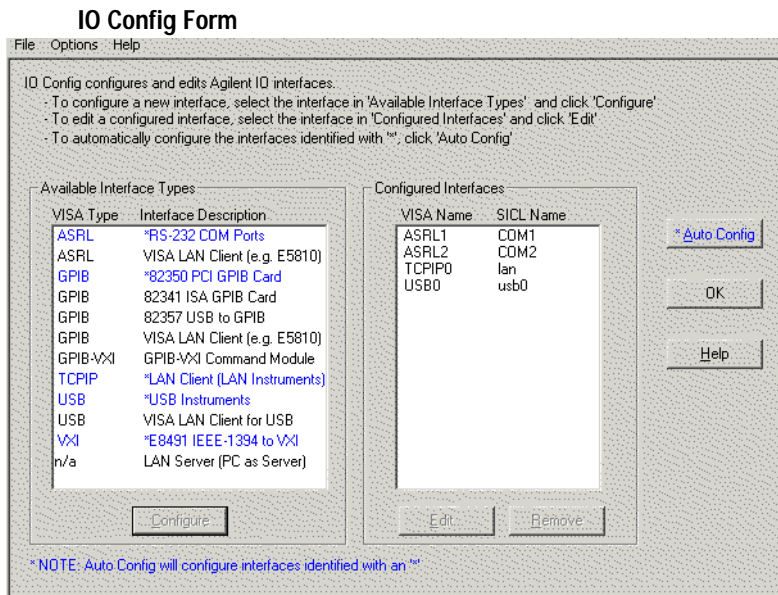 IO Config Form
File Options Help
IO Config configures and edits Agilent IO interfaces.
- To configure a new interface, select the interface in 'Available Interface Types' and click 'Configure'
- To edit a configured interface, select the interface in 'Configured Interfaces' and click 'Edit'
- To automatically configure the interfaces identified with '*', click 'Auto Config'
Available Interface Types
VISA Type Interface Description
ASRL *RS-232 COM Ports
ASRL VISA LAN Client (e.g. E5810)
GPIB *82350 PCI GPIB Card
GPIB 82341 ISA GPIB Card
GPIB 82357 USB to GPIB
GPIB VISA LAN Client (e.g. E5810)
GPIB-VXI GPIB-VXI Command Module
TCPIP *LAN Client (LAN Instruments)
USB *USB Instruments
USB VISA LAN Client for USB
VXI *E8491 IEEE-1394 to VXI
n/a LAN Server (PC as Server)
Configure
Configured Interfaces
VISA Name SICL Name
ASRL1 COM1
ASRL2 COM2
TCPIP0 lan
USB0 usb0
Edit Remove
* Auto Config
OK
Help
* NOTE: Auto Config will configure interfaces identified with an '*'